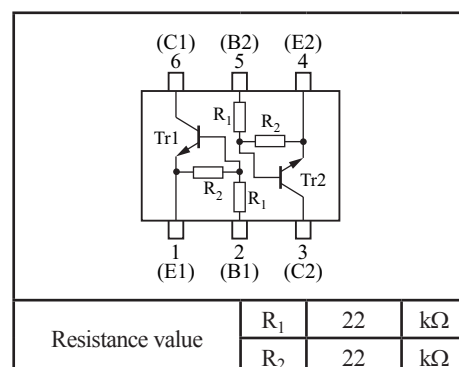 (C1) (B2) (E2)
6 5 4
R₁
R₂
Tr1
Tr2
R₂
R₁
1 2 3
(E1) (B1) (C2)
Resistance value R₁ 22 kΩ
R₂ 22 kΩ